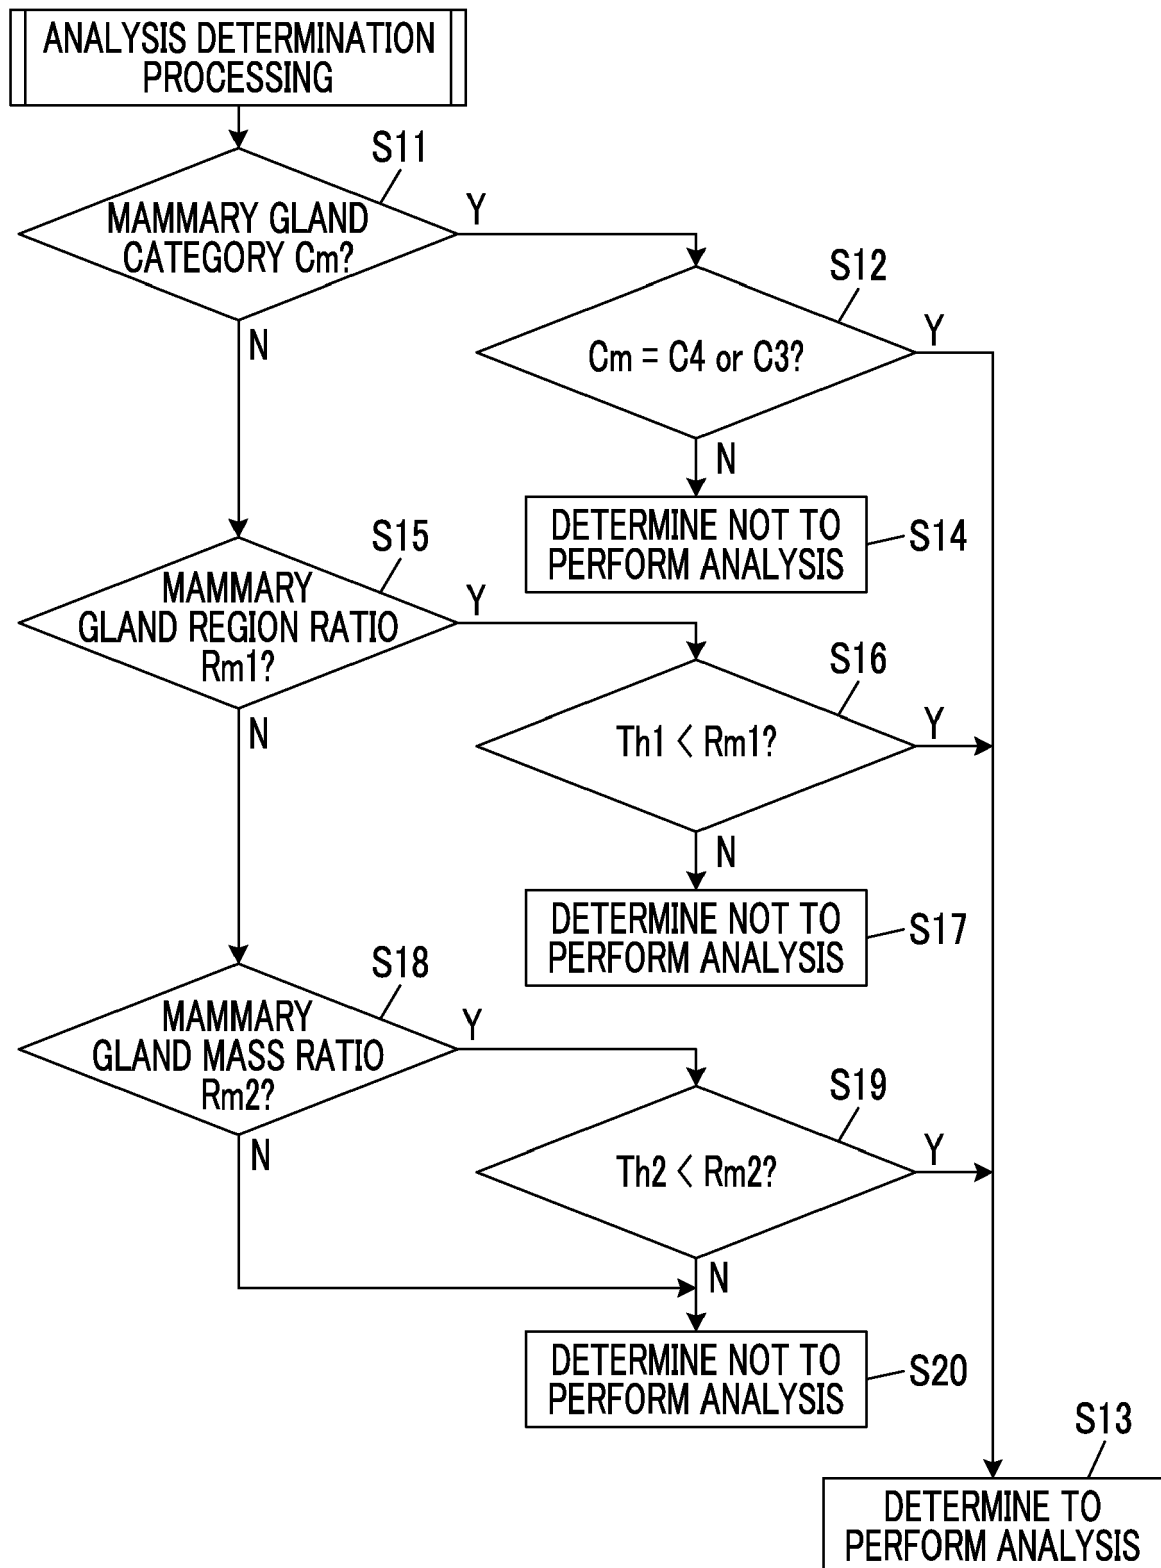 ANALYSIS DETERMINATION
PROCESSING
S11
MAMMARY GLAND
CATEGORY Cm?
Y
N
S12
Cm = C4 or C3?
Y
N
DETERMINE NOT TO
PERFORM ANALYSIS
S14
S15
MAMMARY
GLAND REGION RATIO
Rm1?
Y
N
S16
Th1 < Rm1?
Y
N
DETERMINE NOT TO
PERFORM ANALYSIS
S17
S18
MAMMARY
GLAND MASS RATIO
Rm2?
Y
N
S19
Th2 < Rm2?
Y
N
DETERMINE NOT TO
PERFORM ANALYSIS
S20
S13
DETERMINE TO
PERFORM ANALYSIS